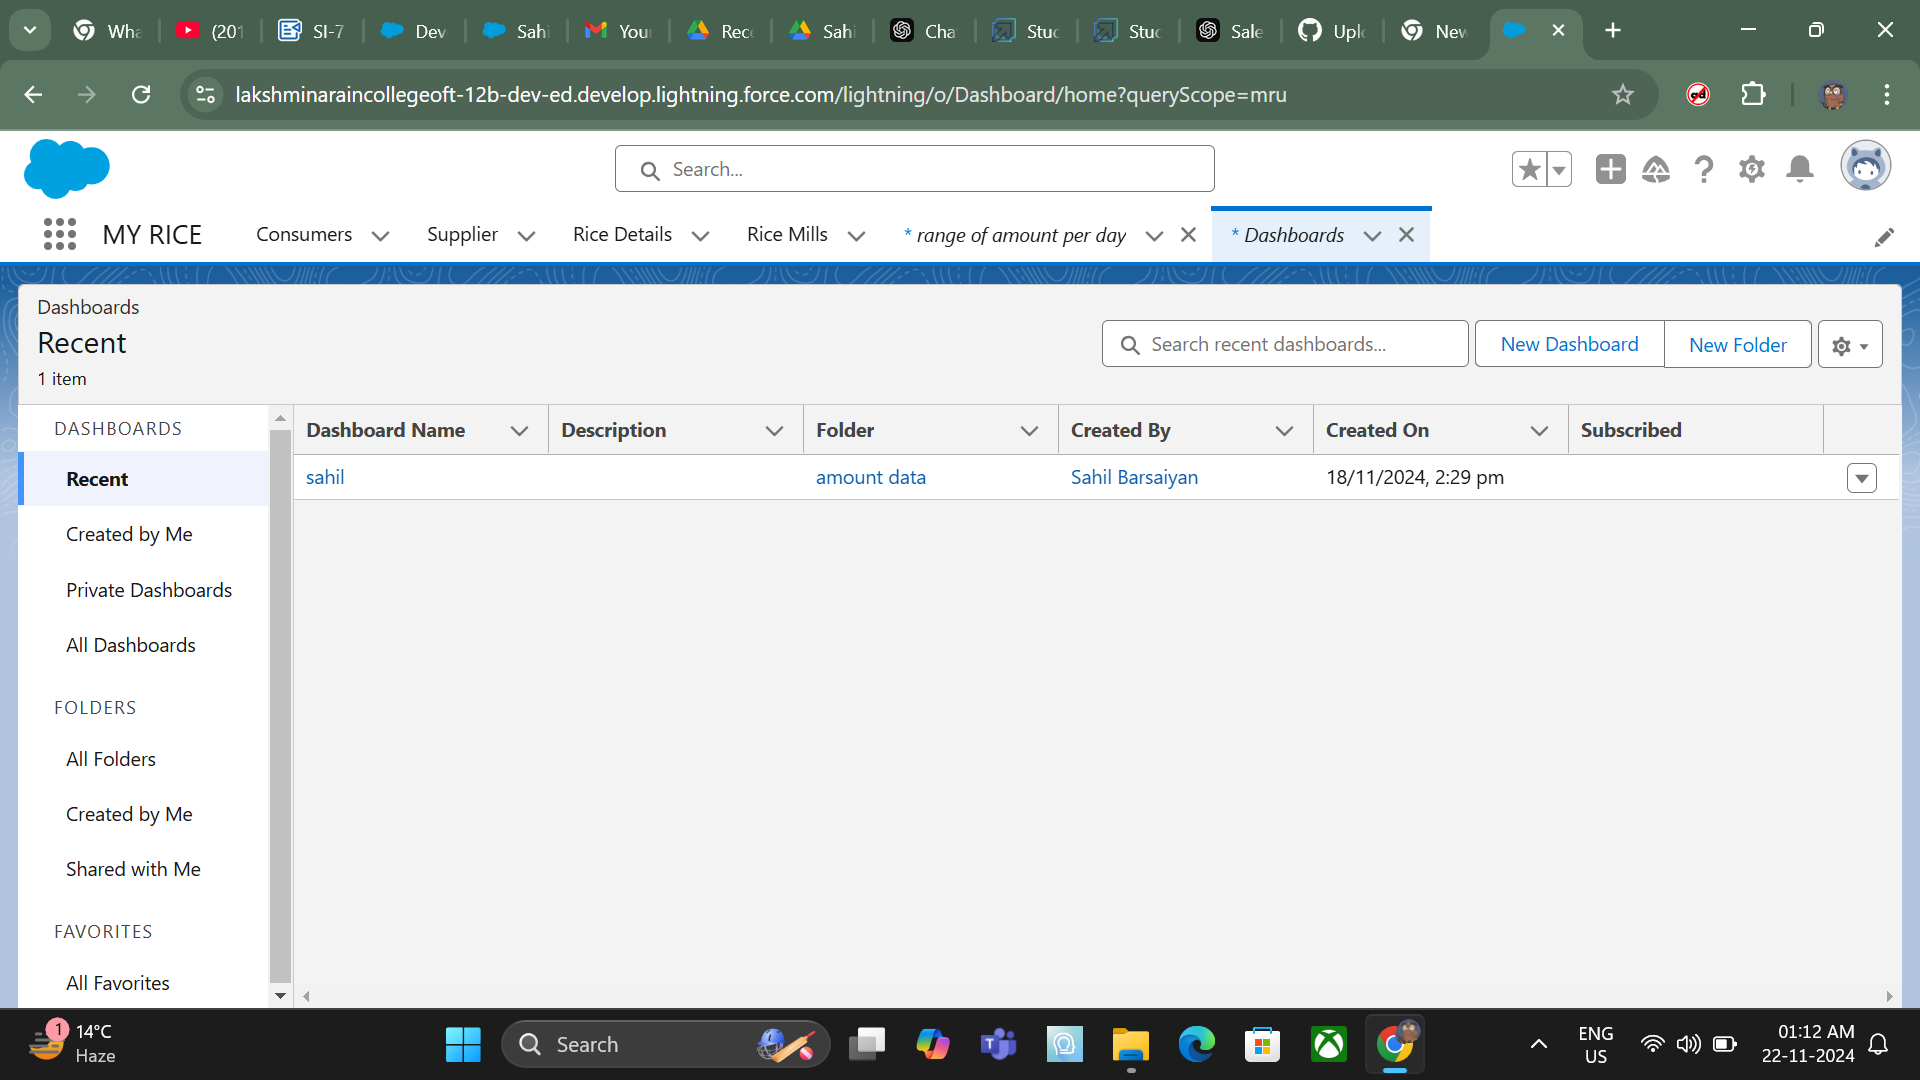 Wha
(201
SI-7
Dev
Sahi
You
Rec
Sahi
Cha
Stud
Stud
Sale
Uplo
New
lakshminaraincollegeoft-12b-dev-ed.develop.lightning.force.com/lightning/o/Dashboard/home?queryScope=mru
Search...
MY RICE
Consumers
Supplier
Rice Details
Rice Mills
* range of amount per day
* Dashboards
Dashboards
Recent
1 item
Search recent dashboards...
New Dashboard
New Folder
DASHBOARDS
Recent
Created by Me
Private Dashboards
All Dashboards
FOLDERS
All Folders
Created by Me
Shared with Me
FAVORITES
All Favorites
Dashboard Name
Description
Folder
Created By
Created On
Subscribed
sahil
amount data
Sahil Barsaiyan
18/11/2024, 2:29 pm
1
14°C
Haze
Search
ENG
US
01:12 AM
22-11-2024